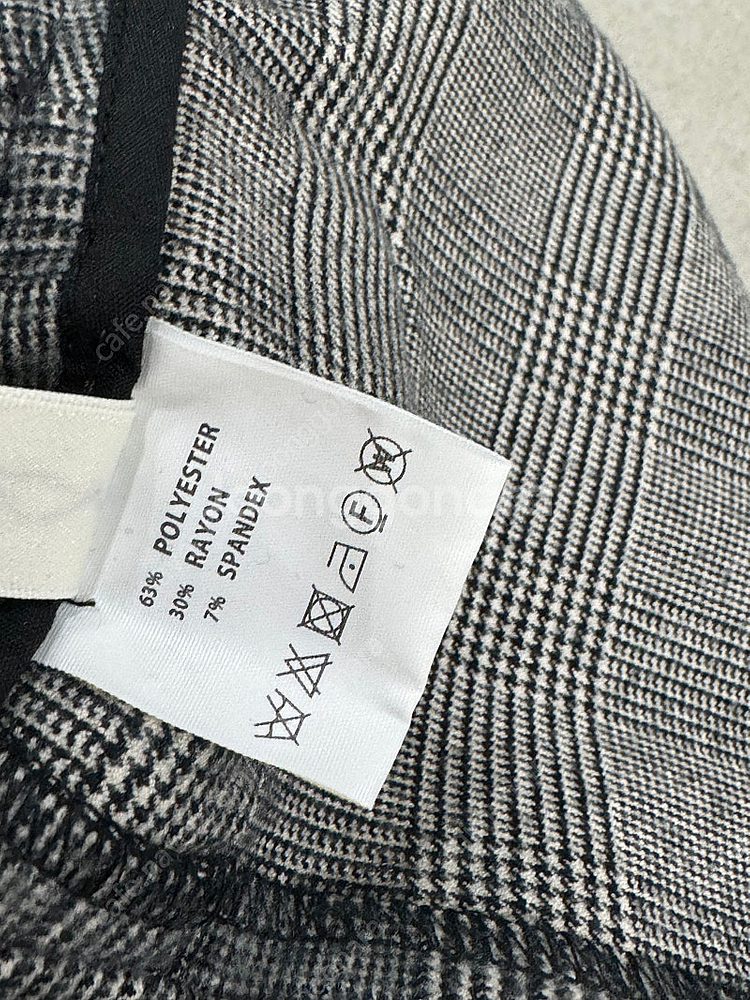 63% POLYESTER
30% RAYON
7% SPANDEX
W
F